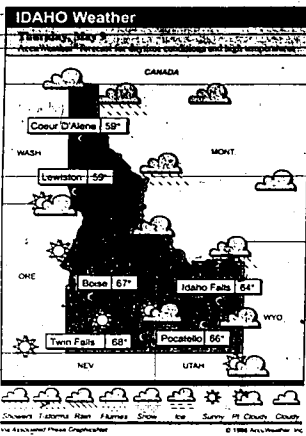 IDAHO Weather
Thursday, May 9
AccuWeather® Forecast for daytime conditions and high temperatures
CANADA
Coeur D'Alene 59°
WASH
MONT.
Lewiston 59°
ORE
Boise 67°
Idaho Falls 64°
WYO
Twin Falls 68°
Pocatello 66°
NEV
UTAH
Showers T-storms Rain Flurries Snow Ice Sunny Pt. Cloudy Cloudy
Via Associated Press GraphicsNet
© 1996 AccuWeather, Inc.